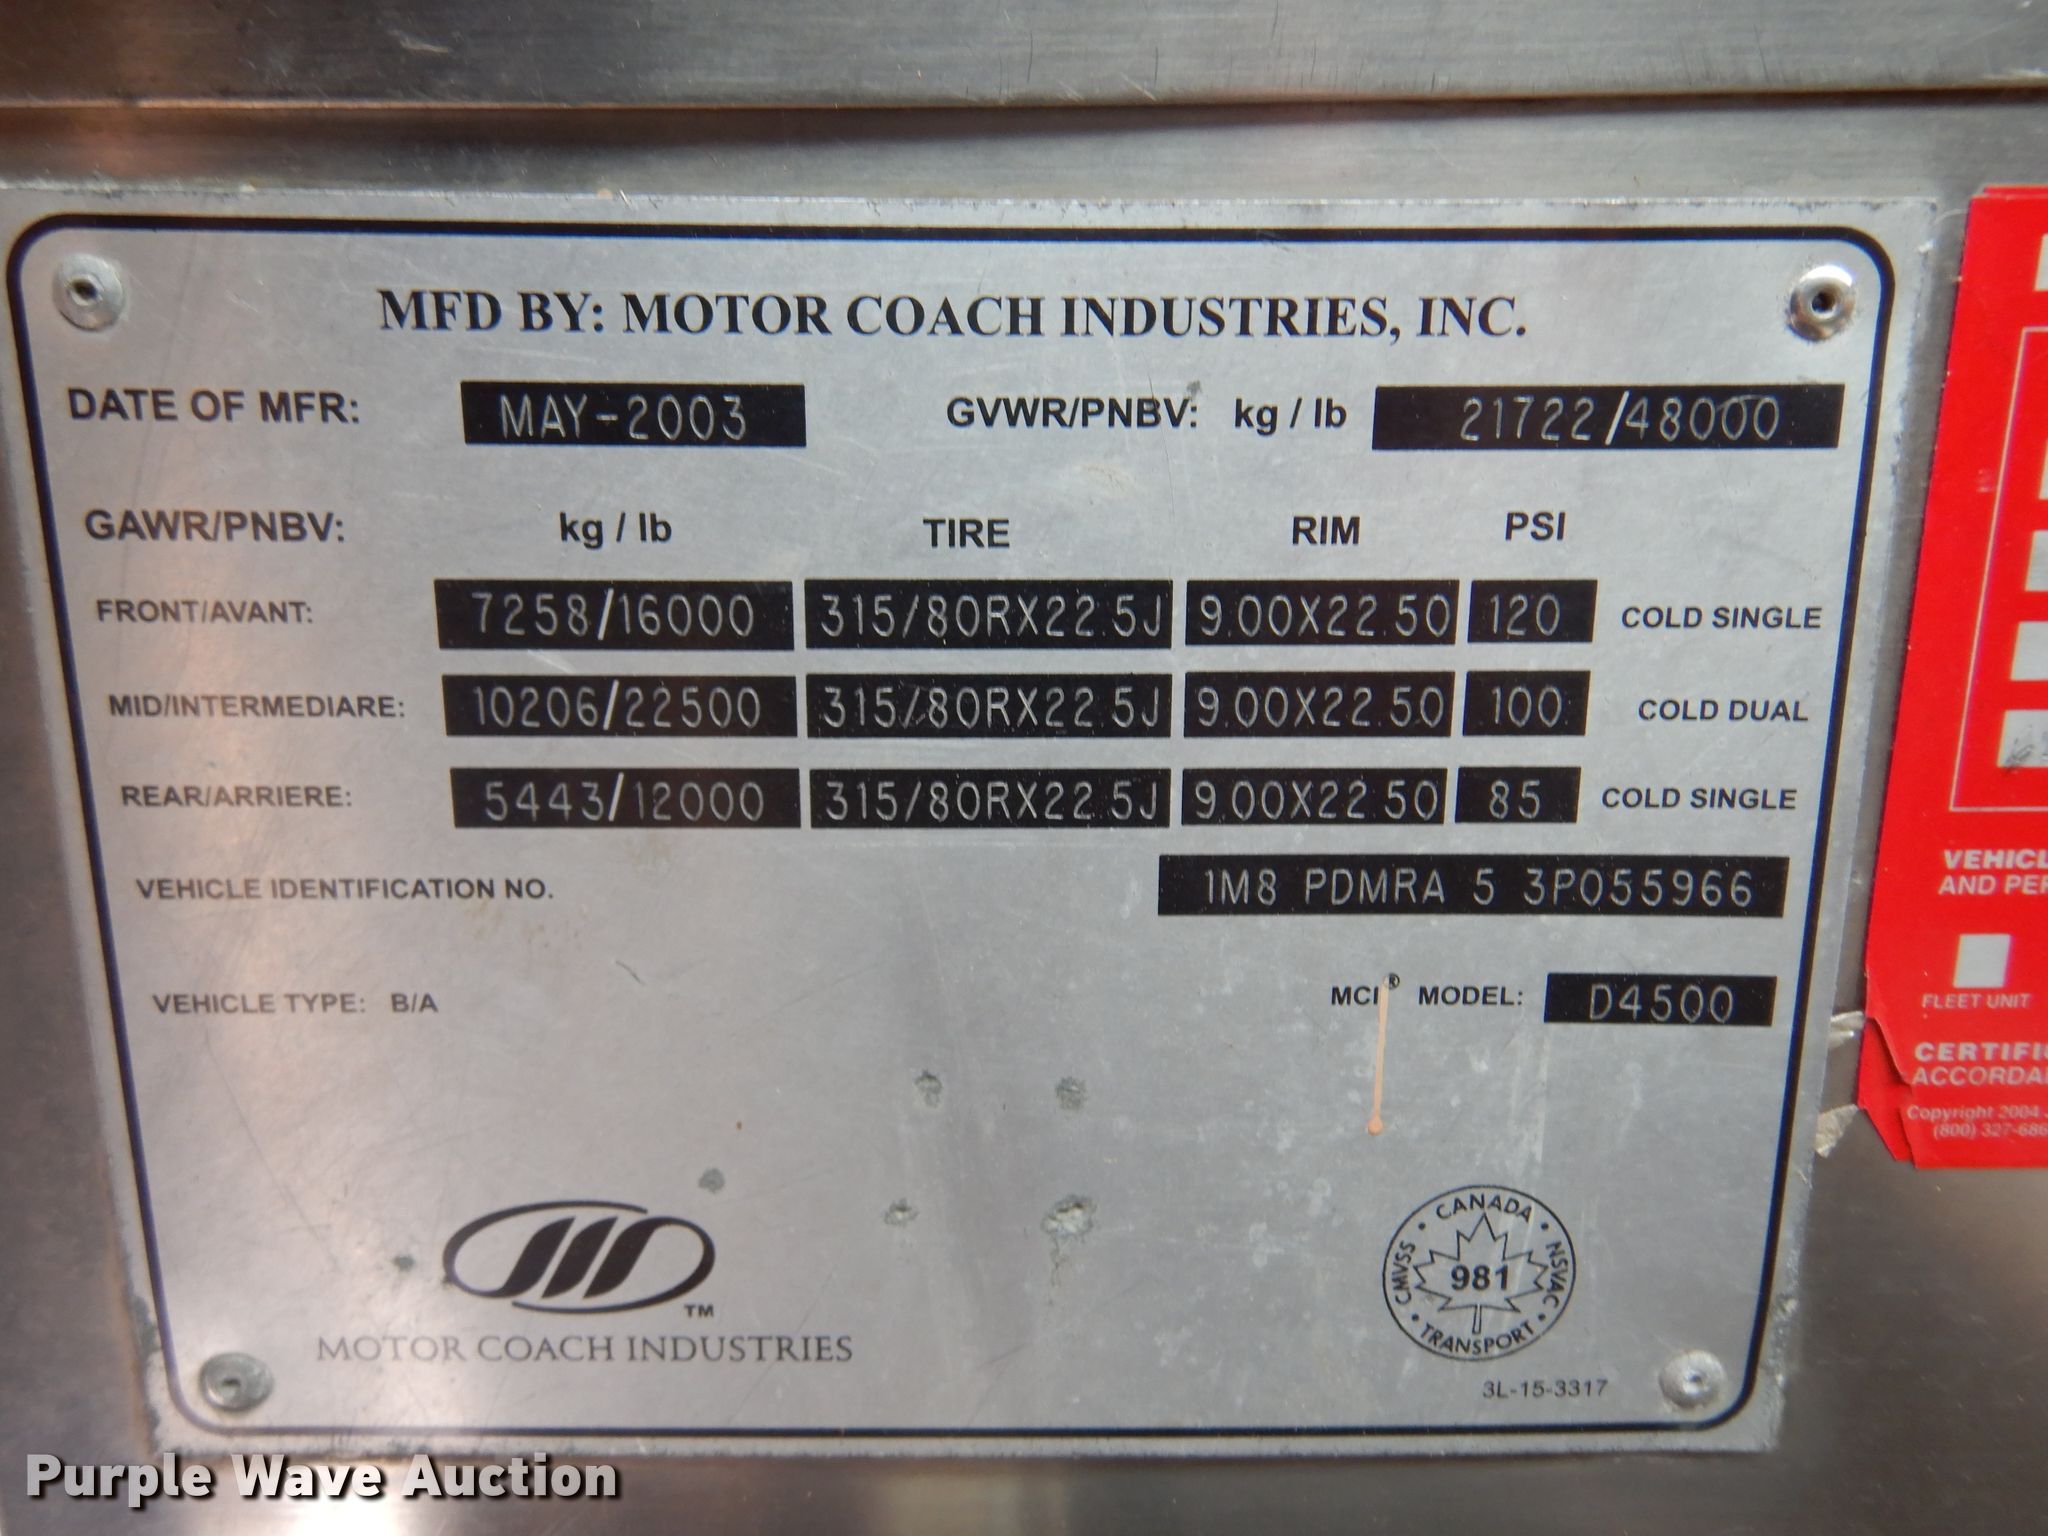 MFD BY: MOTOR COACH INDUSTRIES, INC.
DATE OF MFR: MAY-2003 GVWR/PNBV: kg / lb 21722/48000
GAWR/PNBV: kg / lb TIRE RIM PSI
FRONT/AVANT: 7258/16000 315/80RX22.5J 9.00X22.50 120 COLD SINGLE
MID/INTERMEDIARE: 10206/22500 315/80RX22.5J 9.00X22.50 100 COLD DUAL
REAR/ARRIERE: 5443/12000 315/80RX22.5J 9.00X22.50 85 COLD SINGLE
VEHICLE IDENTIFICATION NO. 1M8 PDMRA 5 3P055966
VEHICLE TYPE: B/A MCI® MODEL: D4500
TM
MOTOR COACH INDUSTRIES
CANADA
CMVSS 981 NSVAC
TRANSPORT
3L-15-3317
AND
FLEET UNIT
Copyright 2004
(800)
Purple Wave Auction